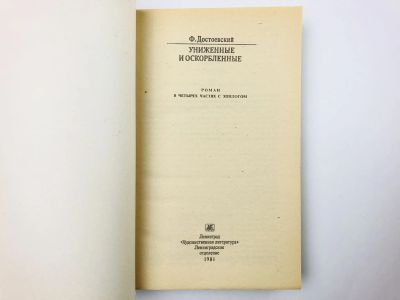 Ф. Достоевский
УНИЖЕННЫЕ
И ОСКОРБЛЕННЫЕ
РОМАН
В ЧЕТЫРЕХ ЧАСТЯХ С ЭПИЛОГОМ
Ленинград
«Художественная литература»
Ленинградское
отделение
1981